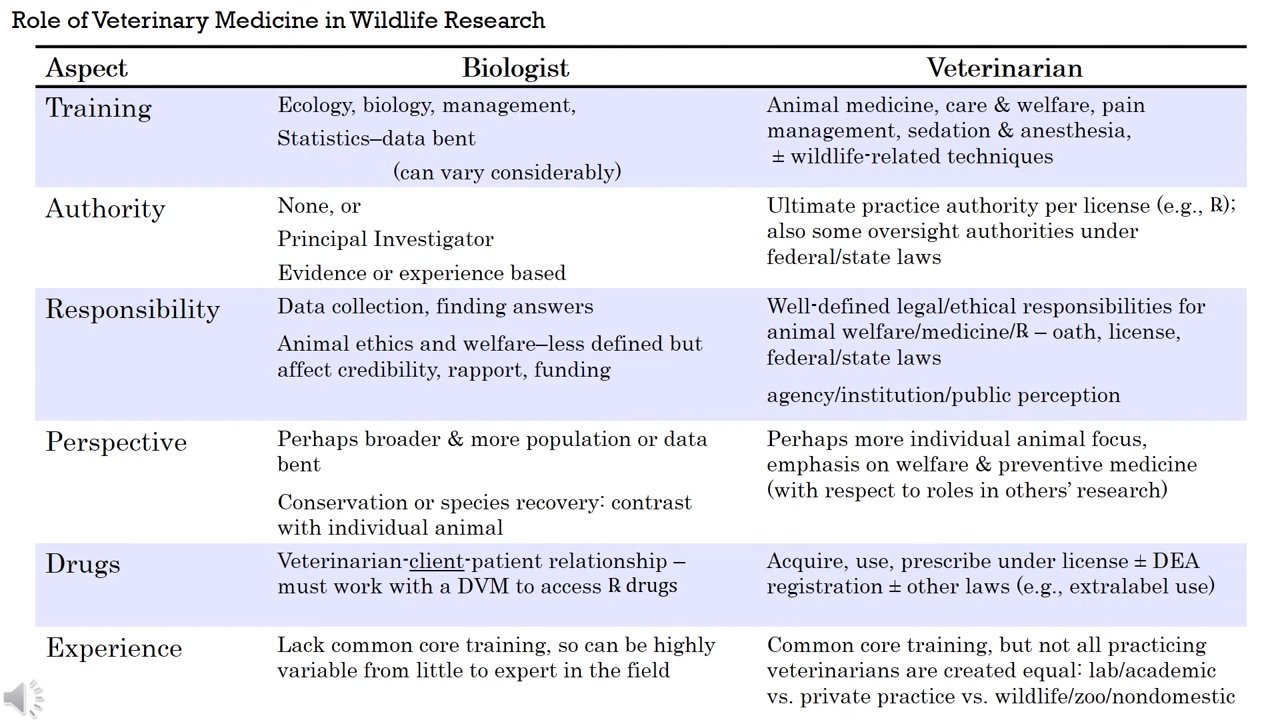 Role of Veterinary Medicine in Wildlife Research
Aspect Biologist Veterinarian
Training
Ecology, biology, management,
Statistics–data bent
(can vary considerably)
Animal medicine, care & welfare, pain
management, sedation & anesthesia,
± wildlife-related techniques
Authority
None, or
Principal Investigator
Evidence or experience based
Ultimate practice authority per license (e.g., ℞);
also some oversight authorities under
federal/state laws
Responsibility
Data collection, finding answers
Animal ethics and welfare–less defined but
affect credibility, rapport, funding
Well-defined legal/ethical responsibilities for
animal welfare/medicine/℞ – oath, license,
federal/state laws
agency/institution/public perception
Perspective
Perhaps broader & more population or data
bent
Conservation or species recovery: contrast
with individual animal
Perhaps more individual animal focus,
emphasis on welfare & preventive medicine
(with respect to roles in others’ research)
Drugs
Veterinarian-client-patient relationship –
must work with a DVM to access ℞ drugs
Acquire, use, prescribe under license ± DEA
registration ± other laws (e.g., extralabel use)
Experience
Lack common core training, so can be highly
variable from little to expert in the field
Common core training, but not all practicing
veterinarians are created equal: lab/academic
vs. private practice vs. wildlife/zoo/nondomestic